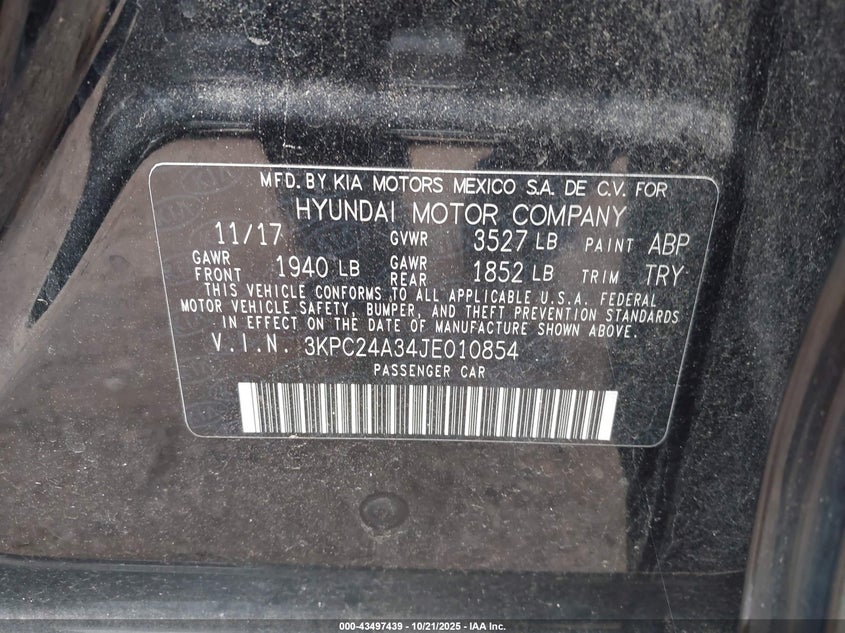 MFD. BY KIA MOTORS MEXICO S.A. DE C.V. FOR
HYUNDAI MOTOR COMPANY
11/17 GVWR 3527 LB PAINT ABP
GAWR FRONT 1940 LB GAWR REAR 1852 LB TRIM TRY
THIS VEHICLE CONFORMS TO ALL APPLICABLE U.S.A. FEDERAL
MOTOR VEHICLE SAFETY, BUMPER, AND THEFT PREVENTION STANDARDS
IN EFFECT ON THE DATE OF MANUFACTURE SHOWN ABOVE.
V.I.N. 3KPC24A34JE010854
PASSENGER CAR
000-43497439 - 10/21/2025 - IAA Inc.